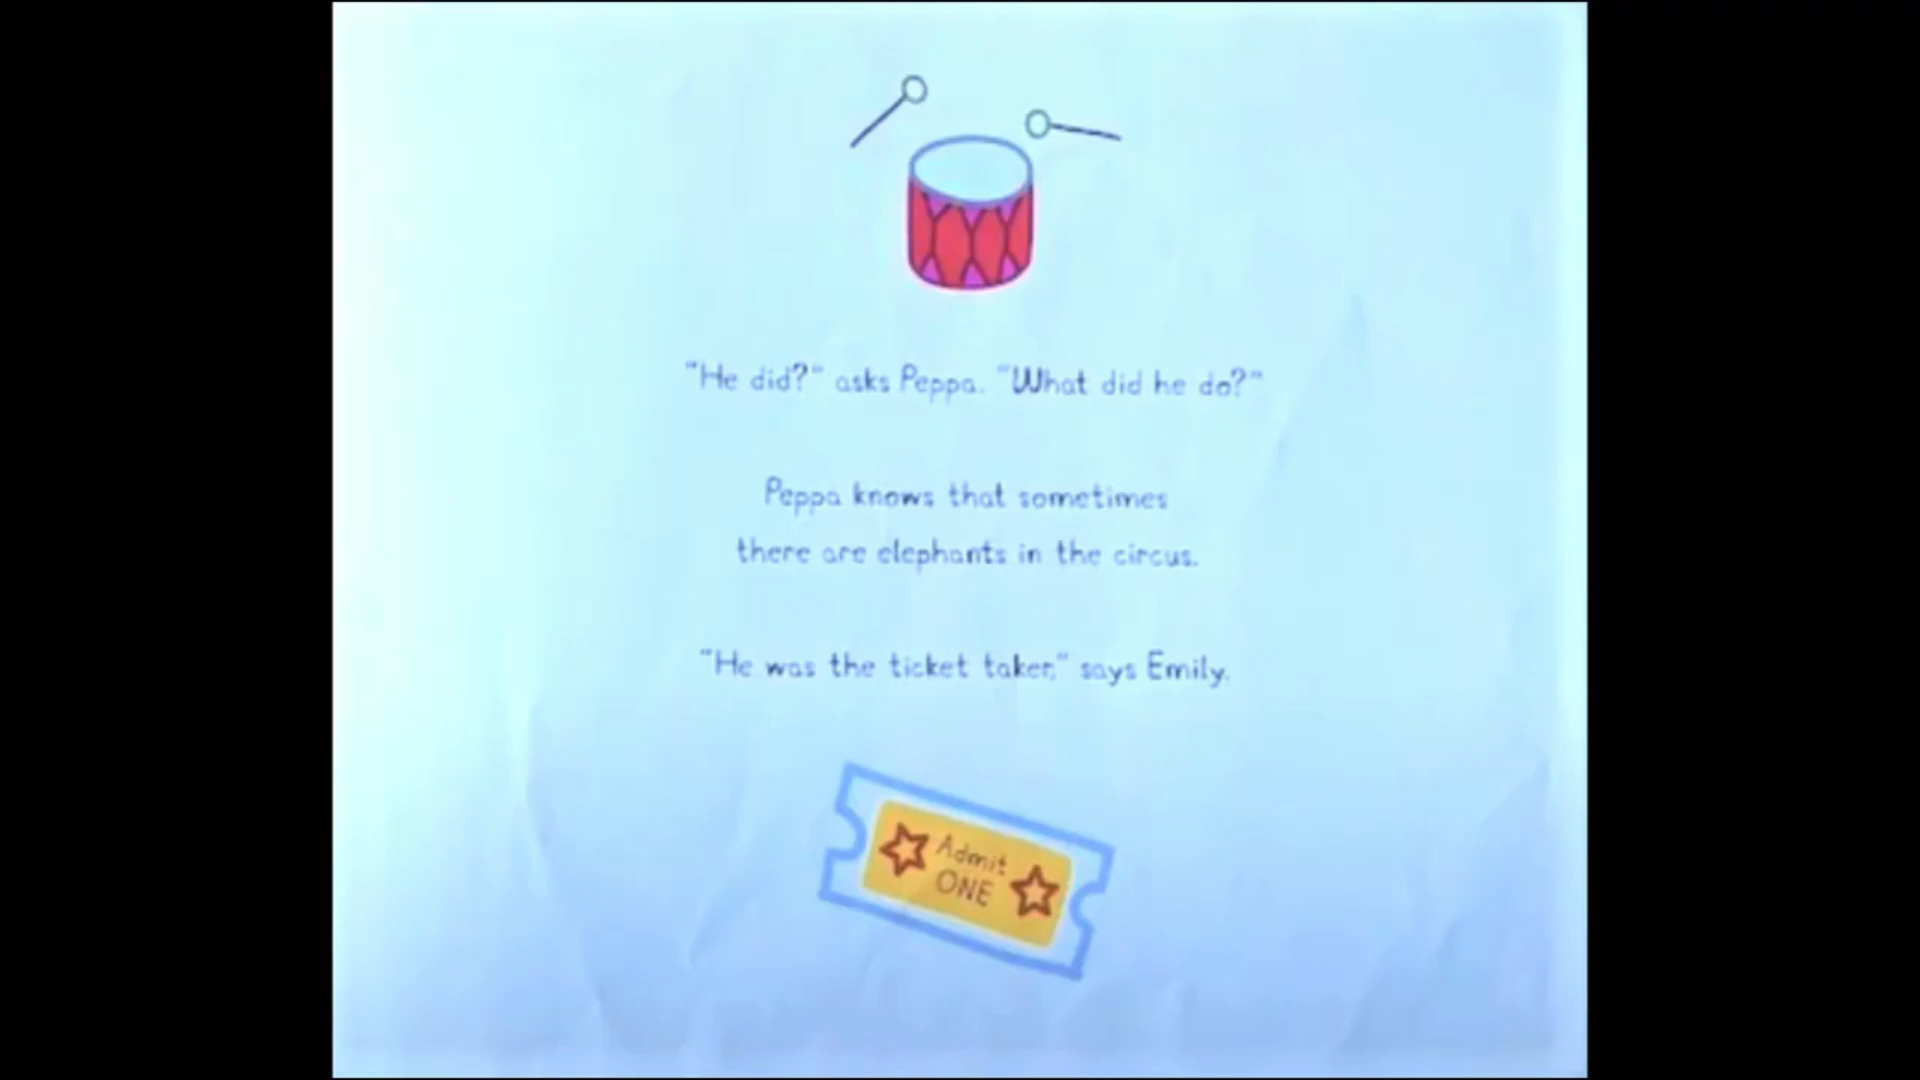 "He did?" asks Peppa. "What did he do?"
Peppa knows that sometimes
there are elephants in the circus.
"He was the ticket taker," says Emily.
Admit
ONE